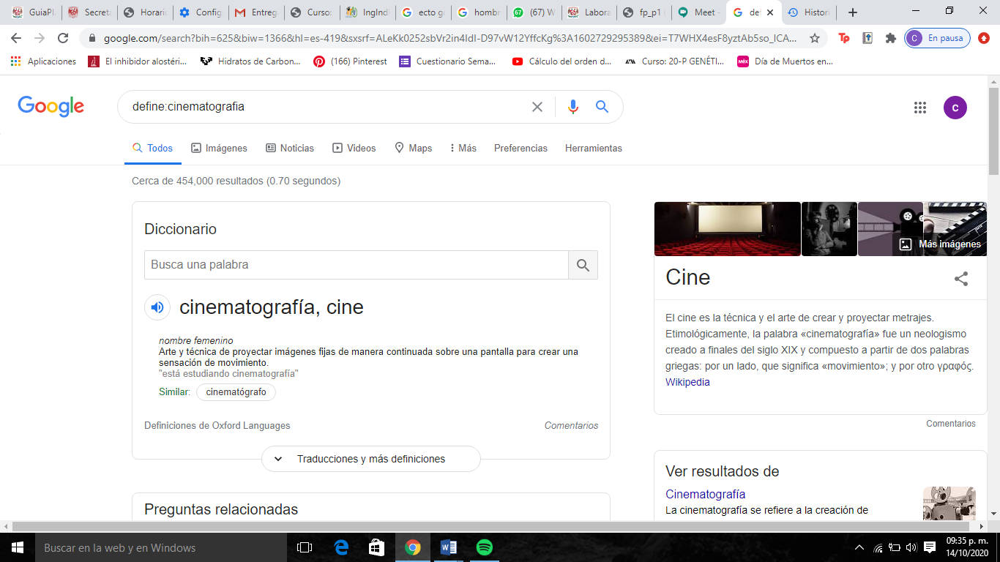 GuiaPl
Secreta
Horario
Config
Entreg
Curso:
IngIndi
ecto go
hombr
(67) W
Labora
fp_p1 l
Meet -
de
Histori
google.com/search?bih=625&biw=1366&hl=es-419&sxsrf=ALeKk0252sbVr2in4IdI-D97vW12YffcKg%3A1602729295389&ei=T7WHX4esF8yztAb5so_ICA...
En pausa
Aplicaciones
El inhibidor alostéri...
Hidratos de Carbon...
(166) Pinterest
Cuestionario Sema...
Cálculo del orden d...
Curso: 20-P GENÉTI...
Día de Muertos en...
Google
define:cinematografia
C
Todos
Imágenes
Noticias
Videos
Maps
Más
Preferencias
Herramientas
Cerca de 454,000 resultados (0.70 segundos)
Diccionario
Busca una palabra
cinematografía, cine
nombre femenino
Arte y técnica de proyectar imágenes fijas de manera continuada sobre una pantalla para crear una
sensación de movimiento.
"está estudiando cinematografía"
Similar: cinematógrafo
Definiciones de Oxford Languages
Comentarios
Traducciones y más definiciones
Preguntas relacionadas
Más imágenes
Cine
El cine es la técnica y el arte de crear y proyectar metrajes.
Etimológicamente, la palabra «cinematografía» fue un neologismo
creado a finales del siglo XIX y compuesto a partir de dos palabras
griegas: por un lado, que significa «movimiento»; y por otro γραφός.
Wikipedia
Comentarios
Ver resultados de
Cinematografía
La cinematografía se refiere a la creación de
Buscar en la web y en Windows
09:35 p. m.
14/10/2020